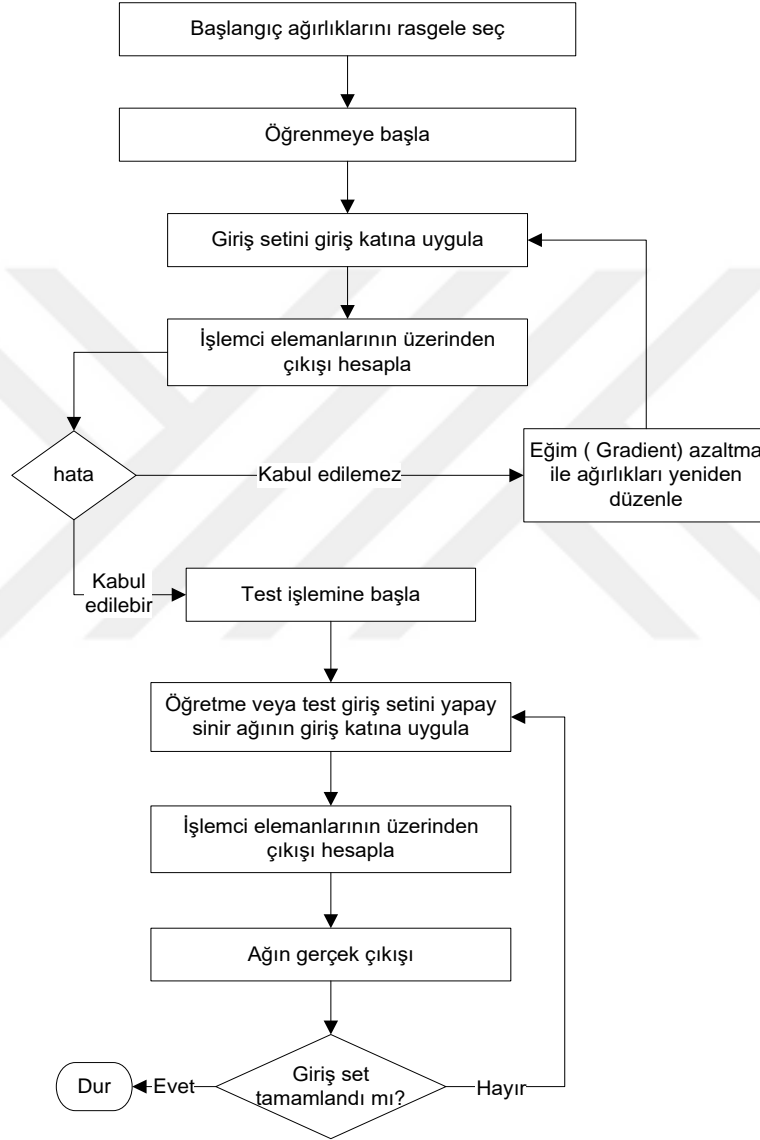 Başlangıç ağırlıklarını rasgele seç
Öğrenmeye başla
Giriş setini giriş katına uygula
İşlemci elemanlarının üzerinden
çıkışı hesapla
hata
Kabul edilemez
Eğim ( Gradient) azaltma
ile ağırlıkları yeniden
düzenle
Kabul
edilebir
Test işlemine başla
Öğretme veya test giriş setini yapay
sinir ağının giriş katına uygula
İşlemci elemanlarının üzerinden
çıkışı hesapla
Ağın gerçek çıkışı
Giriş set
tamamlandı mı?
Evet
Dur
Hayır